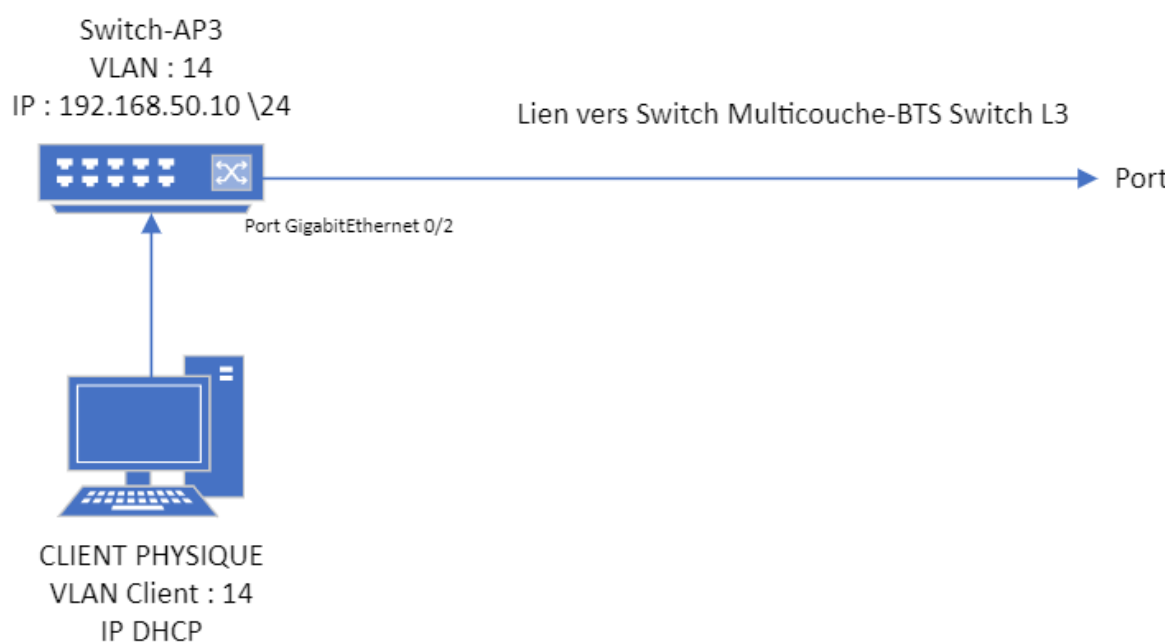 Switch-AP3
VLAN : 14
IP : 192.168.50.10 \24
Lien vers Switch Multicouche-BTS Switch L3
Port
Port GigabitEthernet 0/2
CLIENT PHYSIQUE
VLAN Client : 14
IP DHCP